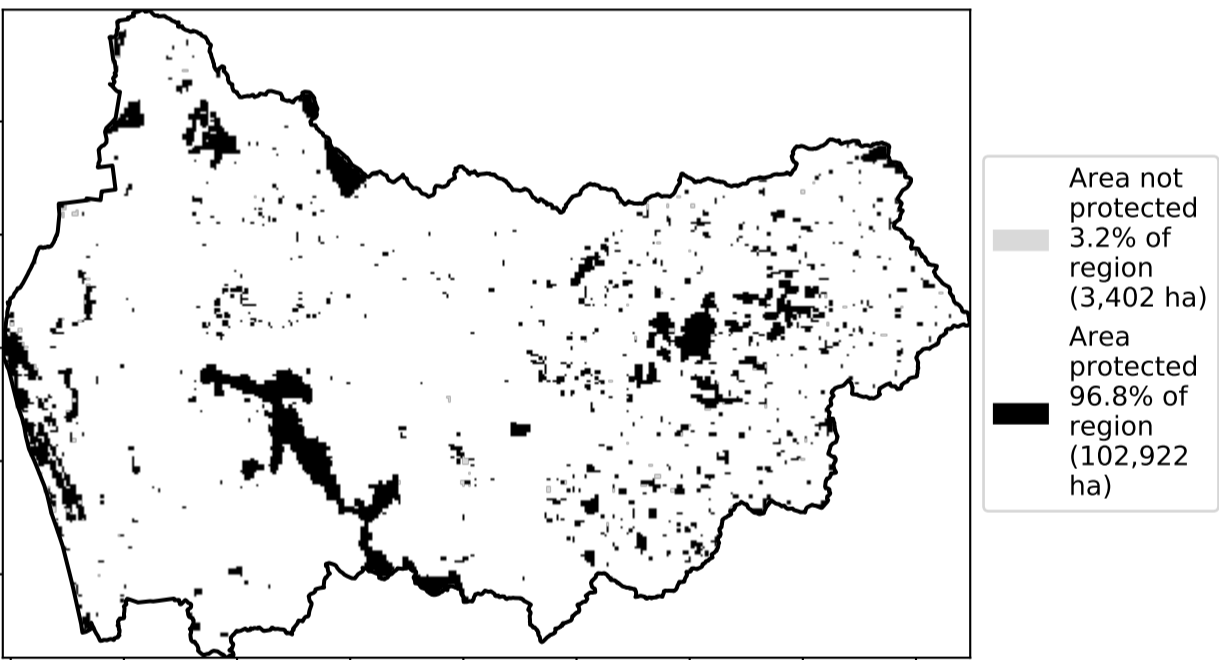 Area not
protected
3.2% of
region
(3,402 ha)
Area
protected
96.8% of
region
(102,922
ha)